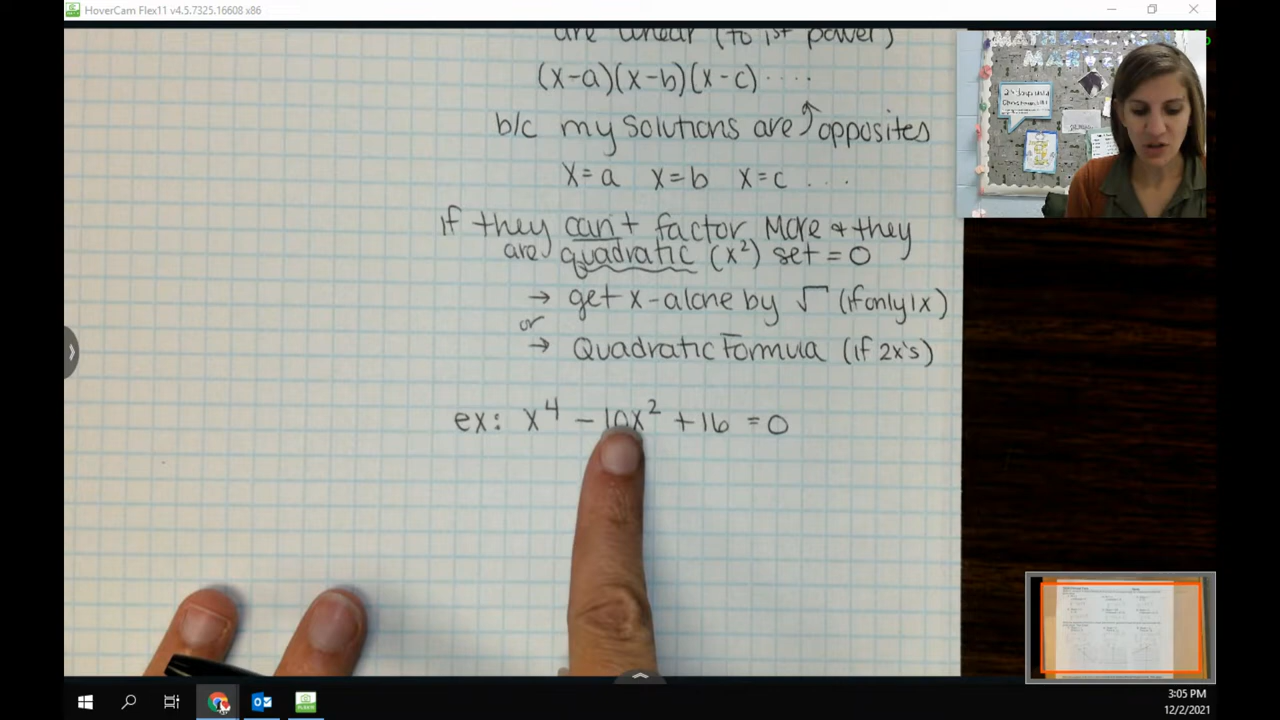 HoverCam Flex11 v4.5.7325.16608 x86
are linear (to 1st power)
(x-a)(x-b)(x-c)....
b/c my solutions are opposites
x=a x=b x=c ...
if they can't factor more & they
are quadratic (x²) set = 0
→ get x-alone by √ (if only 1 x)
or
→ Quadratic Formula (if 2x's)
ex: x⁴ - 10x² + 16 = 0
3:05 PM
12/2/2021